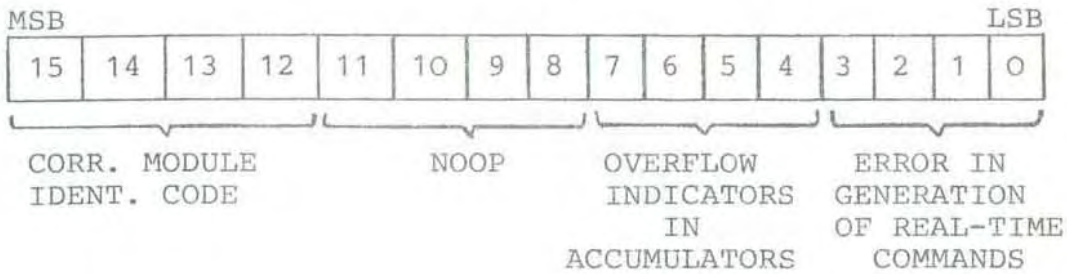 MSB LSB
15 14 13 12 11 10 9 8 7 6 5 4 3 2 1 0
CORR. MODULE NOOP OVERFLOW ERROR IN
IDENT. CODE INDICATORS GENERATION
IN OF REAL-TIME
ACCUMULATORS COMMANDS